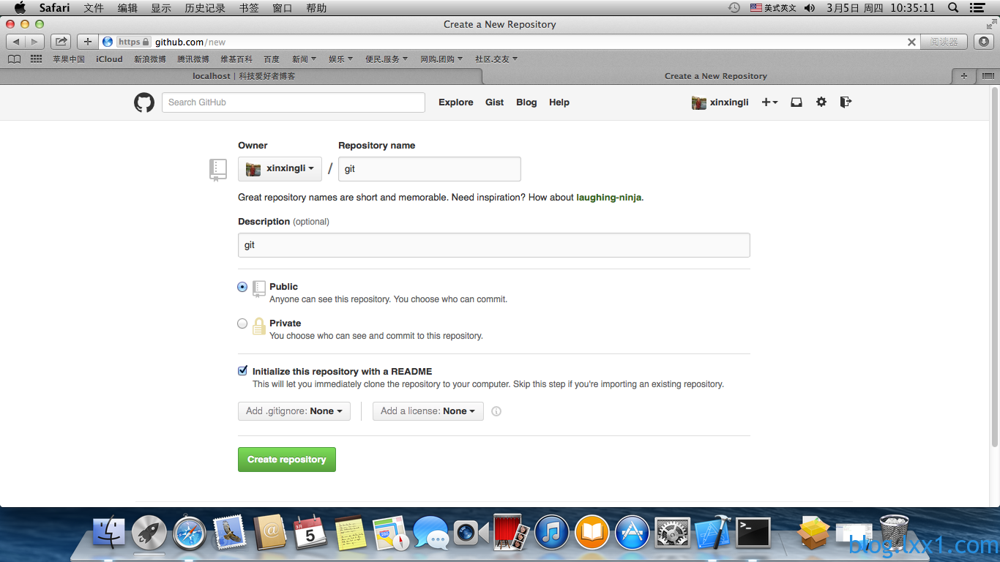 Safari 文件 编辑 显示 历史记录 书签 窗口 帮助 美式英文 3月5日 周四 10:35:11
Create a New Repository
https github.com/new 阅读器
苹果中国 iCloud 新浪微博 腾讯微博 维基百科 百度 新闻 娱乐 便民.服务 网购.团购 社区.交友
localhost | 科技爱好者博客 Create a New Repository
Search GitHub Explore Gist Blog Help xinxingli
Owner Repository name
xinxingli / git
Great repository names are short and memorable. Need inspiration? How about laughing-ninja.
Description (optional)
git
Public
Anyone can see this repository. You choose who can commit.
Private
You choose who can see and commit to this repository.
Initialize this repository with a README
This will let you immediately clone the repository to your computer. Skip this step if you're importing an existing repository.
Add .gitignore: None Add a license: None
Create repository
3月
5
280
blog.lxx1.com